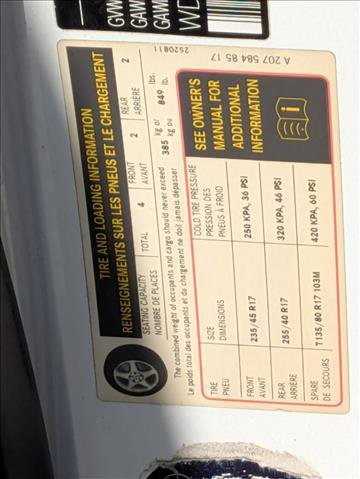 GVW
GAW
GAW
WD
2520811
A 207 584 85 17
TIRE AND LOADING INFORMATION
RENSEIGNEMENTS SUR LES PNEUS ET LE CHARGEMENT
SEATING CAPACITY TOTAL 4 FRONT 2 REAR 2
NOMBRE DE PLACES AVANT ARRIÈRE
The combined weight of occupants and cargo should never exceed 385 kg or 849 lbs.
Le poids total des occupants et du chargement ne doit jamais dépasser kg ou lb.
TIRE SIZE COLD TIRE PRESSURE
PNEU DIMENSIONS PRESSION DES PNEUS À FROID
FRONT 235/45 R17 250 KPA, 36 PSI
AVANT
REAR 255/40 R17 320 KPA, 46 PSI
ARRIÈRE
SPARE T135/80 R17 103M 420 KPA, 60 PSI
DE SECOURS
SEE OWNER'S
MANUAL FOR
ADDITIONAL
INFORMATION
i